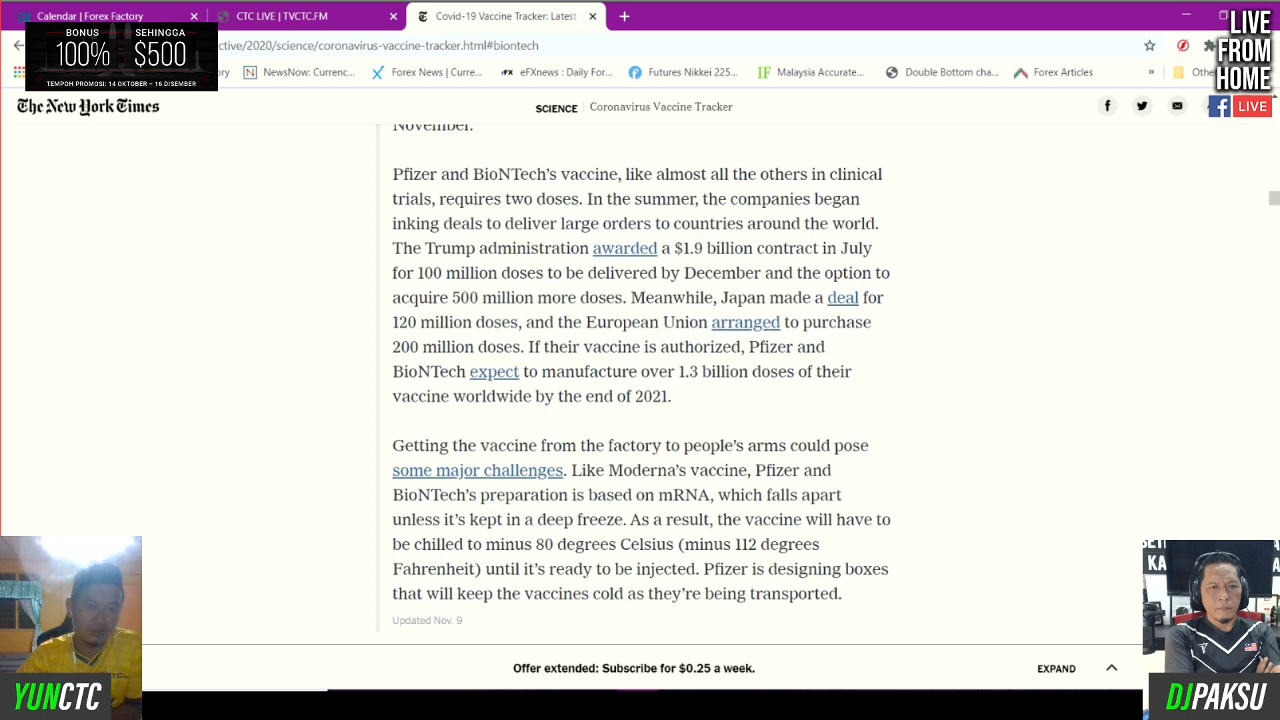 Calendar | Forex Factory
CTC LIVE | TVCTC.FM
Covid-19 Vaccine Tracker: Latest
BONUS
100%
SEHINGGA
$500
TEMPOH PROMOSI: 14 OKTOBER – 16 DISEMBER
ctive/2020/science/coronavirus-vaccine-tracker.html#biontech
ory
NewsNow: Currenc...
Forex News | Curre...
eFXnews : Daily For...
Futures Nikkei 225...
Malaysia Accurate...
Double Bottom cha...
Forex Articles
»
LIVE
FROM
HOME
LIVE
The New York Times
SCIENCE
Coronavirus Vaccine Tracker
November.
Pfizer and BioNTech’s vaccine, like almost all the others in clinical
trials, requires two doses. In the summer, the companies began
inking deals to deliver large orders to countries around the world.
The Trump administration awarded a $1.9 billion contract in July
for 100 million doses to be delivered by December and the option to
acquire 500 million more doses. Meanwhile, Japan made a deal for
120 million doses, and the European Union arranged to purchase
200 million doses. If their vaccine is authorized, Pfizer and
BioNTech expect to manufacture over 1.3 billion doses of their
vaccine worldwide by the end of 2021.
Getting the vaccine from the factory to people’s arms could pose
some major challenges. Like Moderna’s vaccine, Pfizer and
BioNTech’s preparation is based on mRNA, which falls apart
unless it’s kept in a deep freeze. As a result, the vaccine will have to
be chilled to minus 80 degrees Celsius (minus 112 degrees
Fahrenheit) until it’s ready to be injected. Pfizer is designing boxes
that will keep the vaccines cold as they’re being transported.
Updated Nov. 9
Offer extended: Subscribe for $0.25 a week.
EXPAND
YUNCTC
DJPAKSU